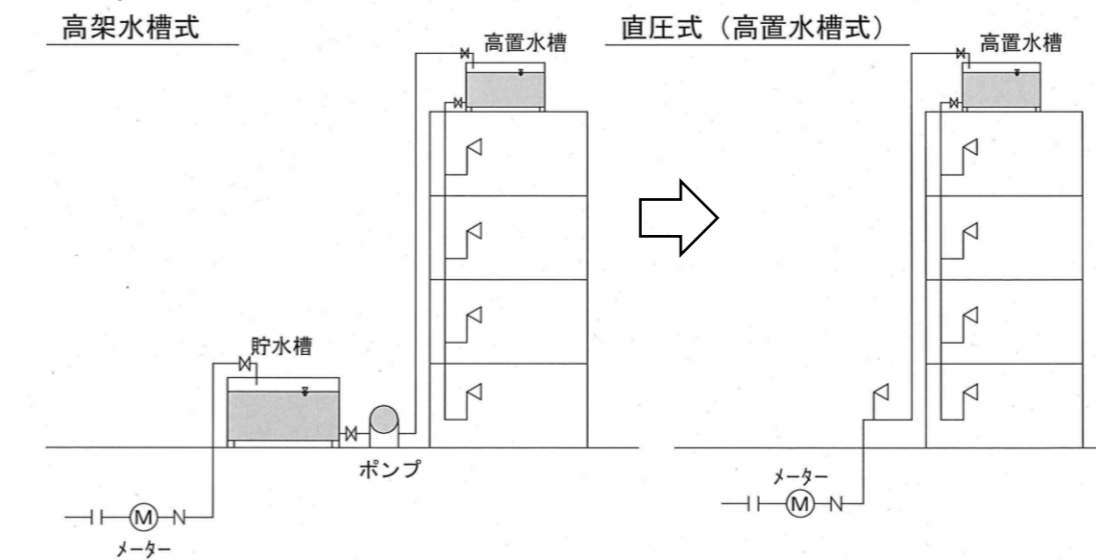 高架水槽式
高置水槽
貯水槽
ポンプ
M N
メーター
直圧式（高置水槽式）
高置水槽
メーター
M N